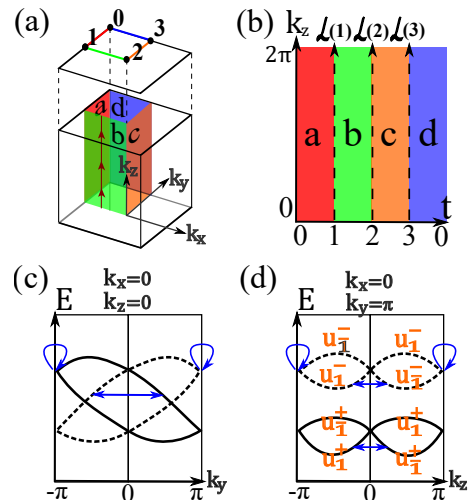 (a)
0
1
3
2
a
d
b
c
k_z
k_y
k_x
(b)
k_z ℒ(1) ℒ(2) ℒ(3)
2π
a b c d
0
t
0 1 2 3 0
(c)
k_x=0
k_z=0
E
-π 0 π
k_y
(d)
k_x=0
k_y=π
E
u_1̄^- u_1^-
u_1^- u_1̄^-
u_1̄^+ u_1^+
u_1^+ u_1̄^+
-π 0 π
k_z